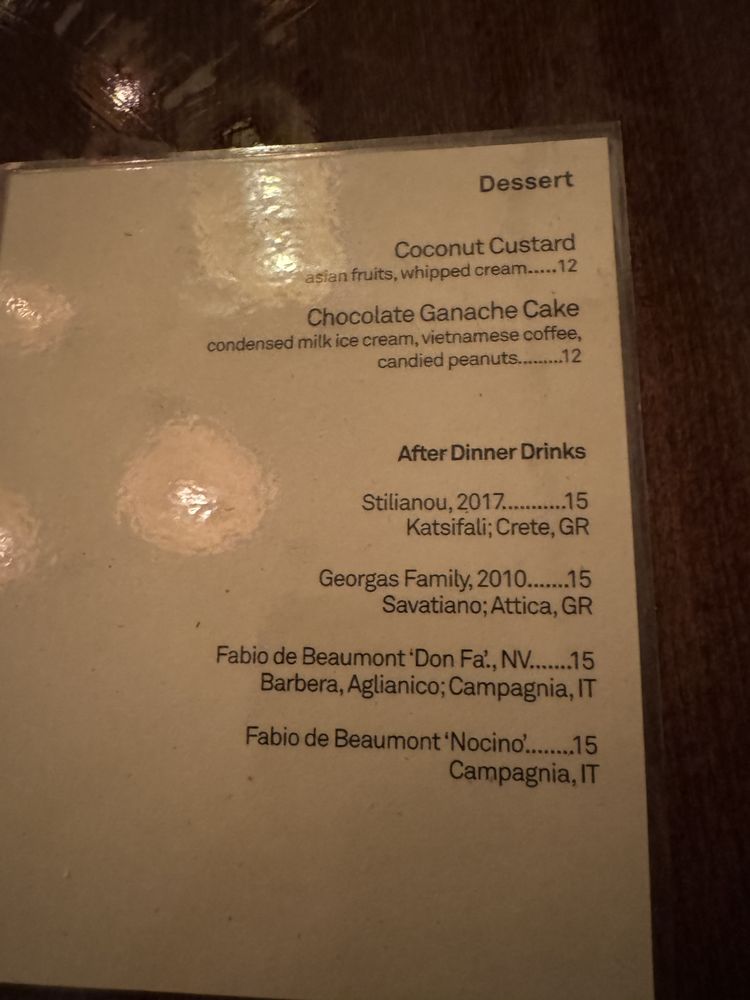 Dessert
Coconut Custard
asian fruits, whipped cream.....12
Chocolate Ganache Cake
condensed milk ice cream, vietnamese coffee,
candied peanuts.........12
After Dinner Drinks
Stilianou, 2017...........15
Katsifali; Crete, GR
Georgas Family, 2010.......15
Savatiano; Attica, GR
Fabio de Beaumont ‘Don Fa’., NV.......15
Barbera, Aglianico; Campagnia, IT
Fabio de Beaumont ‘Nocino’........15
Campagnia, IT